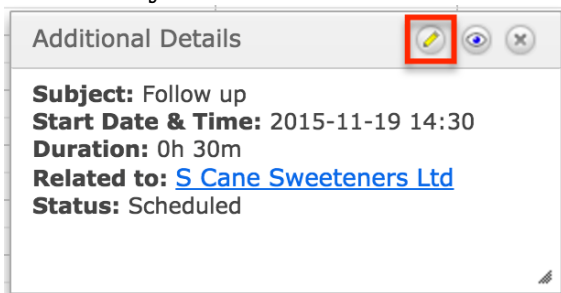 Additional Details
Subject: Follow up
Start Date & Time: 2015-11-19 14:30
Duration: 0h 30m
Related to: S Cane Sweeteners Ltd
Status: Scheduled